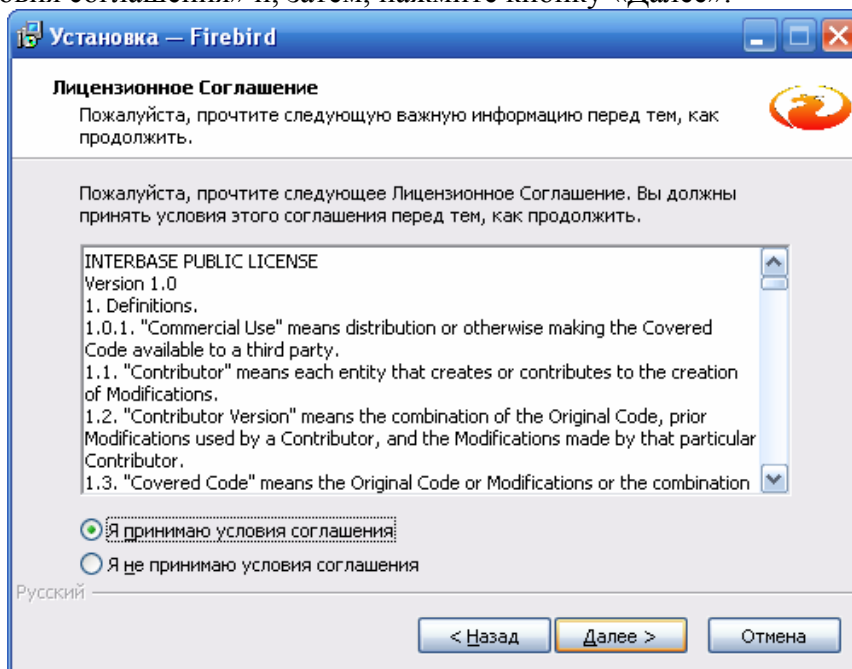 соглашения» и, затем, нажмите кнопку «Далее».
Установка — Firebird
Лицензионное Соглашение
Пожалуйста, прочтите следующую важную информацию перед тем, как
продолжить.
Пожалуйста, прочтите следующее Лицензионное Соглашение. Вы должны
принять условия этого соглашения перед тем, как продолжить.
INTERBASE PUBLIC LICENSE
Version 1.0
1. Definitions.
1.0.1. "Commercial Use" means distribution or otherwise making the Covered
Code available to a third party.
1.1. "Contributor" means each entity that creates or contributes to the creation
of Modifications.
1.2. "Contributor Version" means the combination of the Original Code, prior
Modifications used by a Contributor, and the Modifications made by that particular
Contributor.
1.3. "Covered Code" means the Original Code or Modifications or the combination
Я принимаю условия соглашения
Я не принимаю условия соглашения
Русский
< Назад
Далее >
Отмена